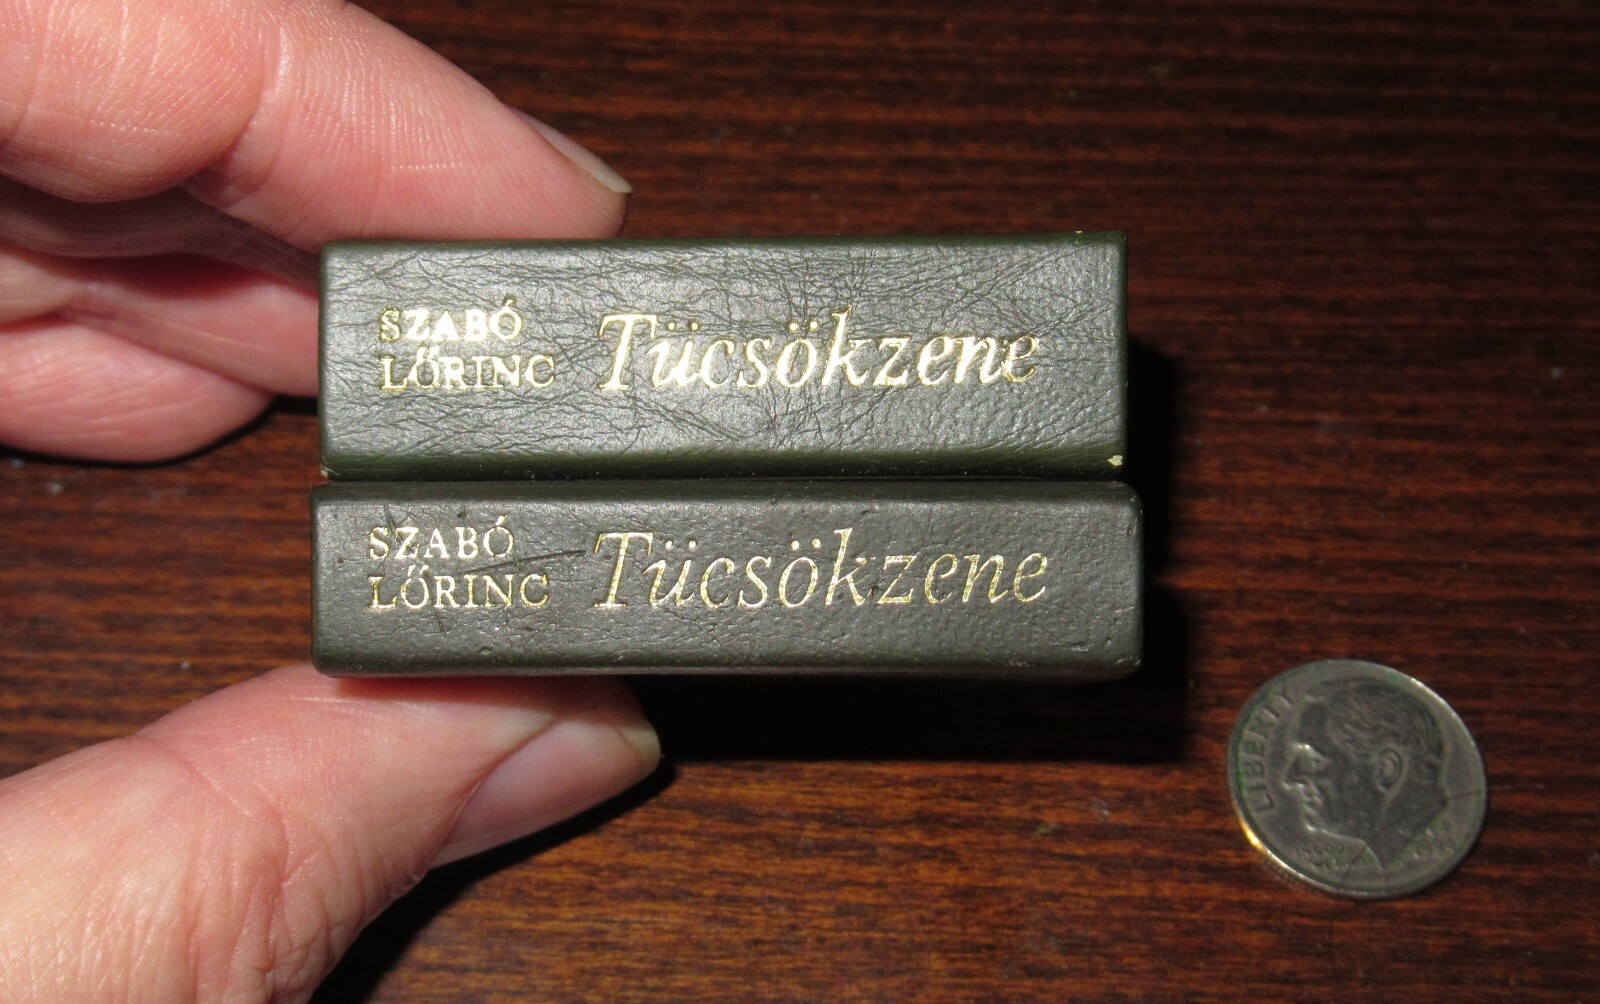 SZABÓ
LŐRINC
Tücsökzene
SZABÓ
LŐRINC
Tücsökzene
LIBERTY